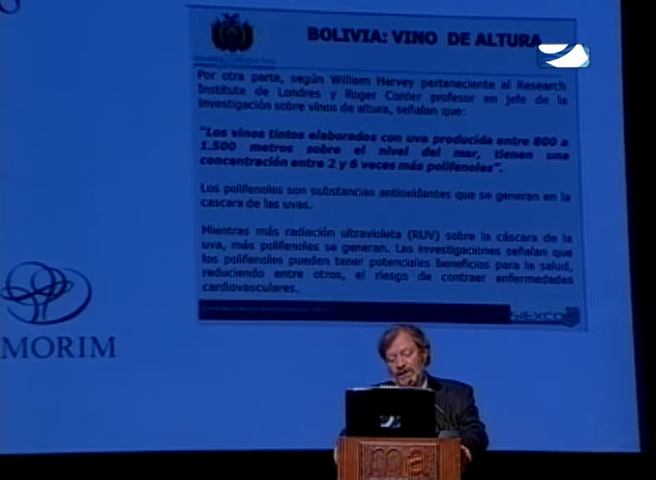 BOLIVIA: VINO DE ALTURA
Por otra parte, según William Harvey perteneciente al Research
Institute de Londres y Roger Corder profesor en jefe de la
investigación sobre vinos de altura, señalan que:
"Los vinos tintos elaborados con uva producida entre 800 a
1.500 metros sobre el nivel del mar, tienen una
concentración entre 2 y 6 veces más polifenoles".
Los polifenoles son substancias antioxidantes que se generan en la
cascara de las uvas.
Mientras más radiación ultravioleta (RUV) sobre la cáscara de la
uva, más polifenoles se generan. Las investigaciones señalan que
los polifenoles pueden tener potenciales beneficios para la salud,
reduciendo entre otros, el riesgo de contraer enfermedades
cardiovasculares.
MORIM